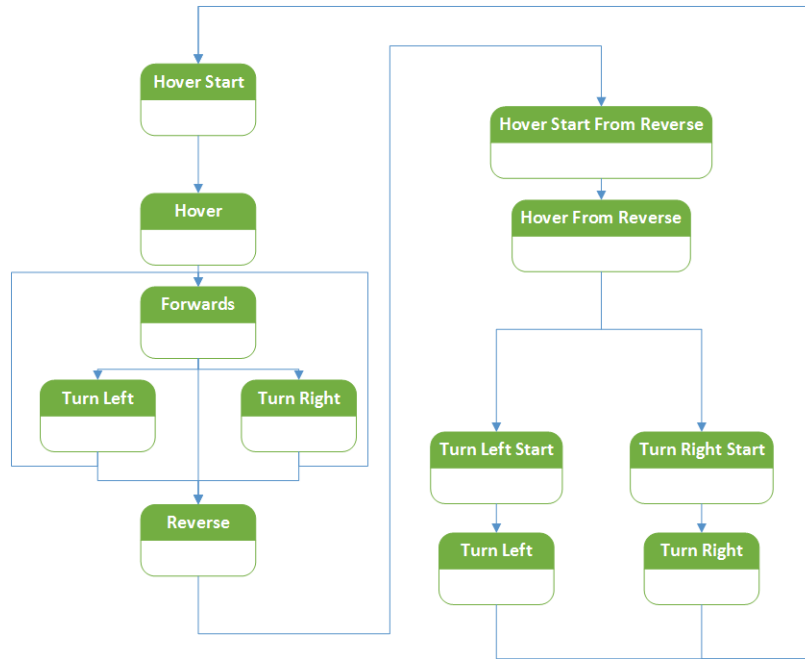 Hover Start
Hover
Forwards
Turn Left
Turn Right
Reverse
Hover Start From Reverse
Hover From Reverse
Turn Left Start
Turn Right Start
Turn Left
Turn Right